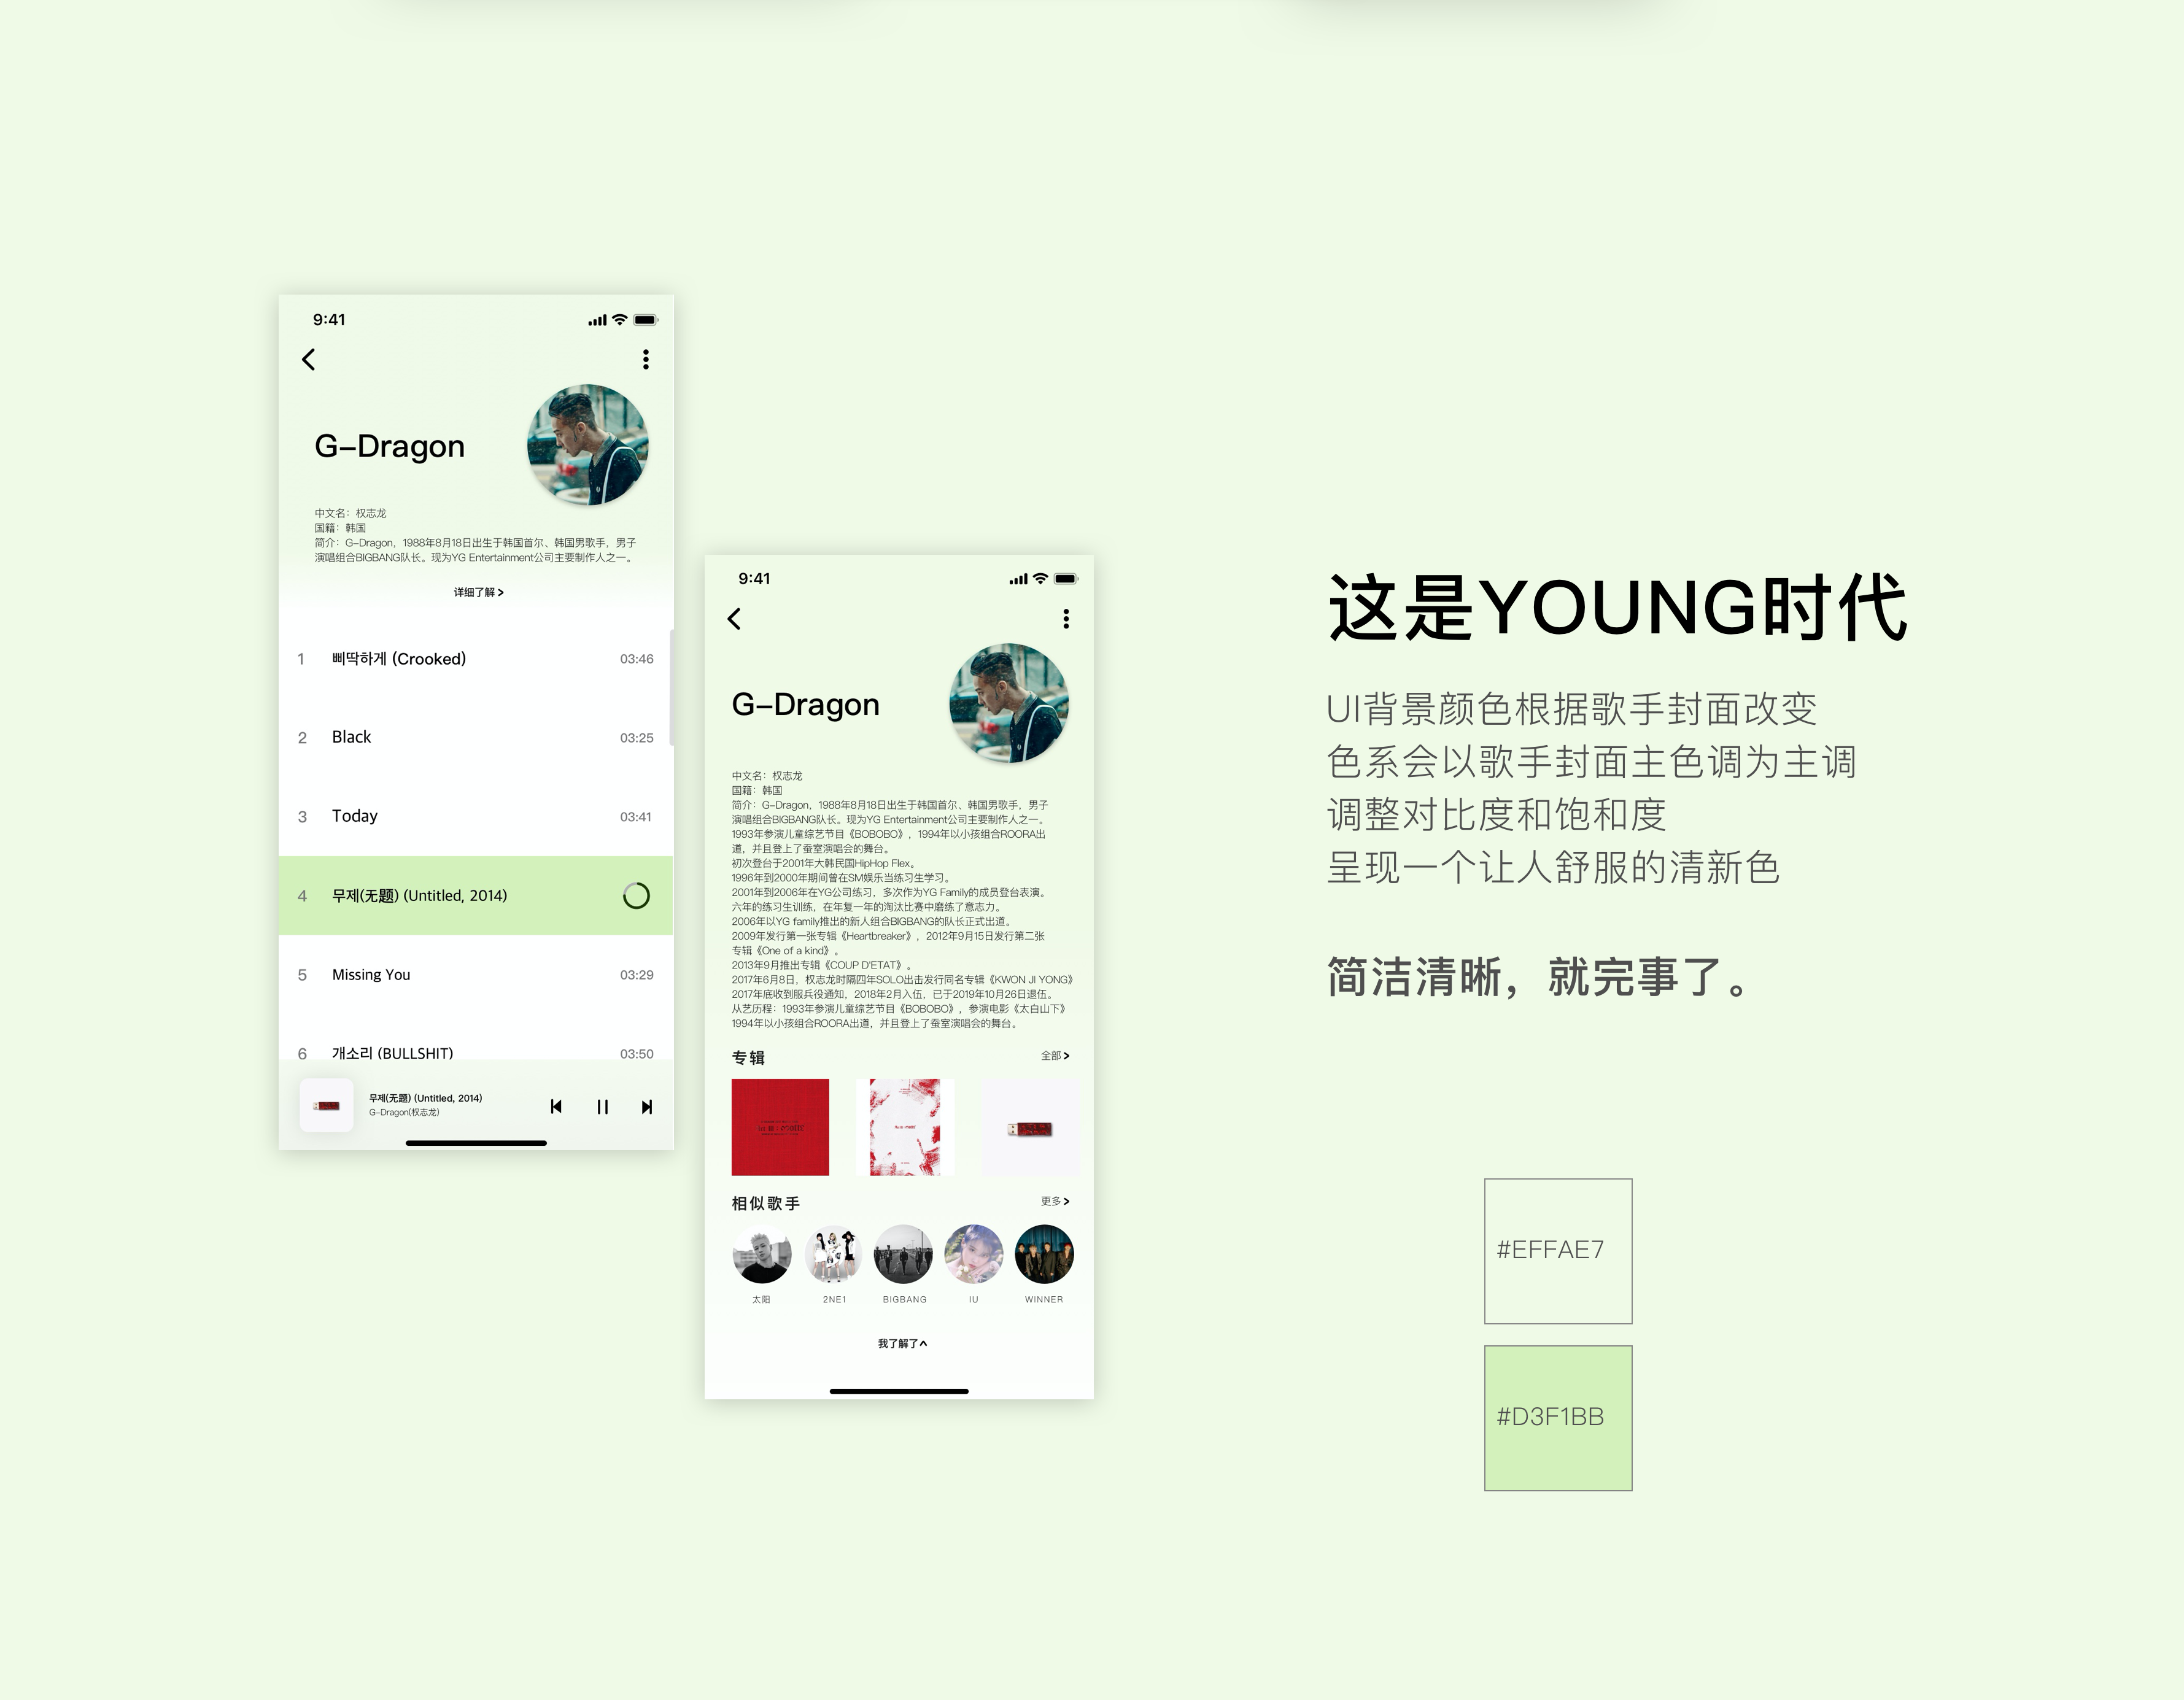 9:41
G-Dragon
中文名：权志龙
国籍：韩国
简介：G-Dragon，1988年8月18日出生于韩国首尔、韩国男歌手，男子
演唱组合BIGBANG队长。现为YG Entertainment公司主要制作人之一。
详细了解 >
1 삐딱하게 (Crooked) 03:46
2 Black 03:25
3 Today 03:41
4 무제(无题) (Untitled, 2014)
5 Missing You 03:29
6 개소리 (BULLSHIT) 03:50
무제(无题) (Untitled, 2014)
G-Dragon(权志龙)
9:41
G-Dragon
中文名：权志龙
国籍：韩国
简介：G-Dragon，1988年8月18日出生于韩国首尔、韩国男歌手，男子
演唱组合BIGBANG队长。现为YG Entertainment公司主要制作人之一。
1993年参演儿童综艺节目《BOBOBO》，1994年以小孩组合ROORA出
道，并且登上了蚕室演唱会的舞台。
初次登台于2001年大韩民国HipHop Flex。
1996年到2000年期间曾在SM娱乐当练习生学习。
2001年到2006年在YG公司练习，多次作为YG Family的成员登台表演。
六年的练习生训练，在年复一年的淘汰比赛中磨练了意志力。
2006年以YG family推出的新人组合BIGBANG的队长正式出道。
2009年发行第一张专辑《Heartbreaker》，2012年9月15日发行第二张
专辑《One of a kind》。
2013年9月推出专辑《COUP D'ETAT》。
2017年6月8日，权志龙时隔四年SOLO出击发行同名专辑《KWON JI YONG》
2017年底收到服兵役通知，2018年2月入伍，已于2019年10月26日退伍。
从艺历程：1993年参演儿童综艺节目《BOBOBO》，参演电影《太白山下》
1994年以小孩组合ROORA出道，并且登上了蚕室演唱会的舞台。
专辑 全部 >
相似歌手 更多 >
太阳 2NE1 BIGBANG IU WINNER
我了解了
这是YOUNG时代
UI背景颜色根据歌手封面改变
色系会以歌手封面主色调为主调
调整对比度和饱和度
呈现一个让人舒服的清新色
简洁清晰，就完事了。
#EFFAE7
#D3F1BB